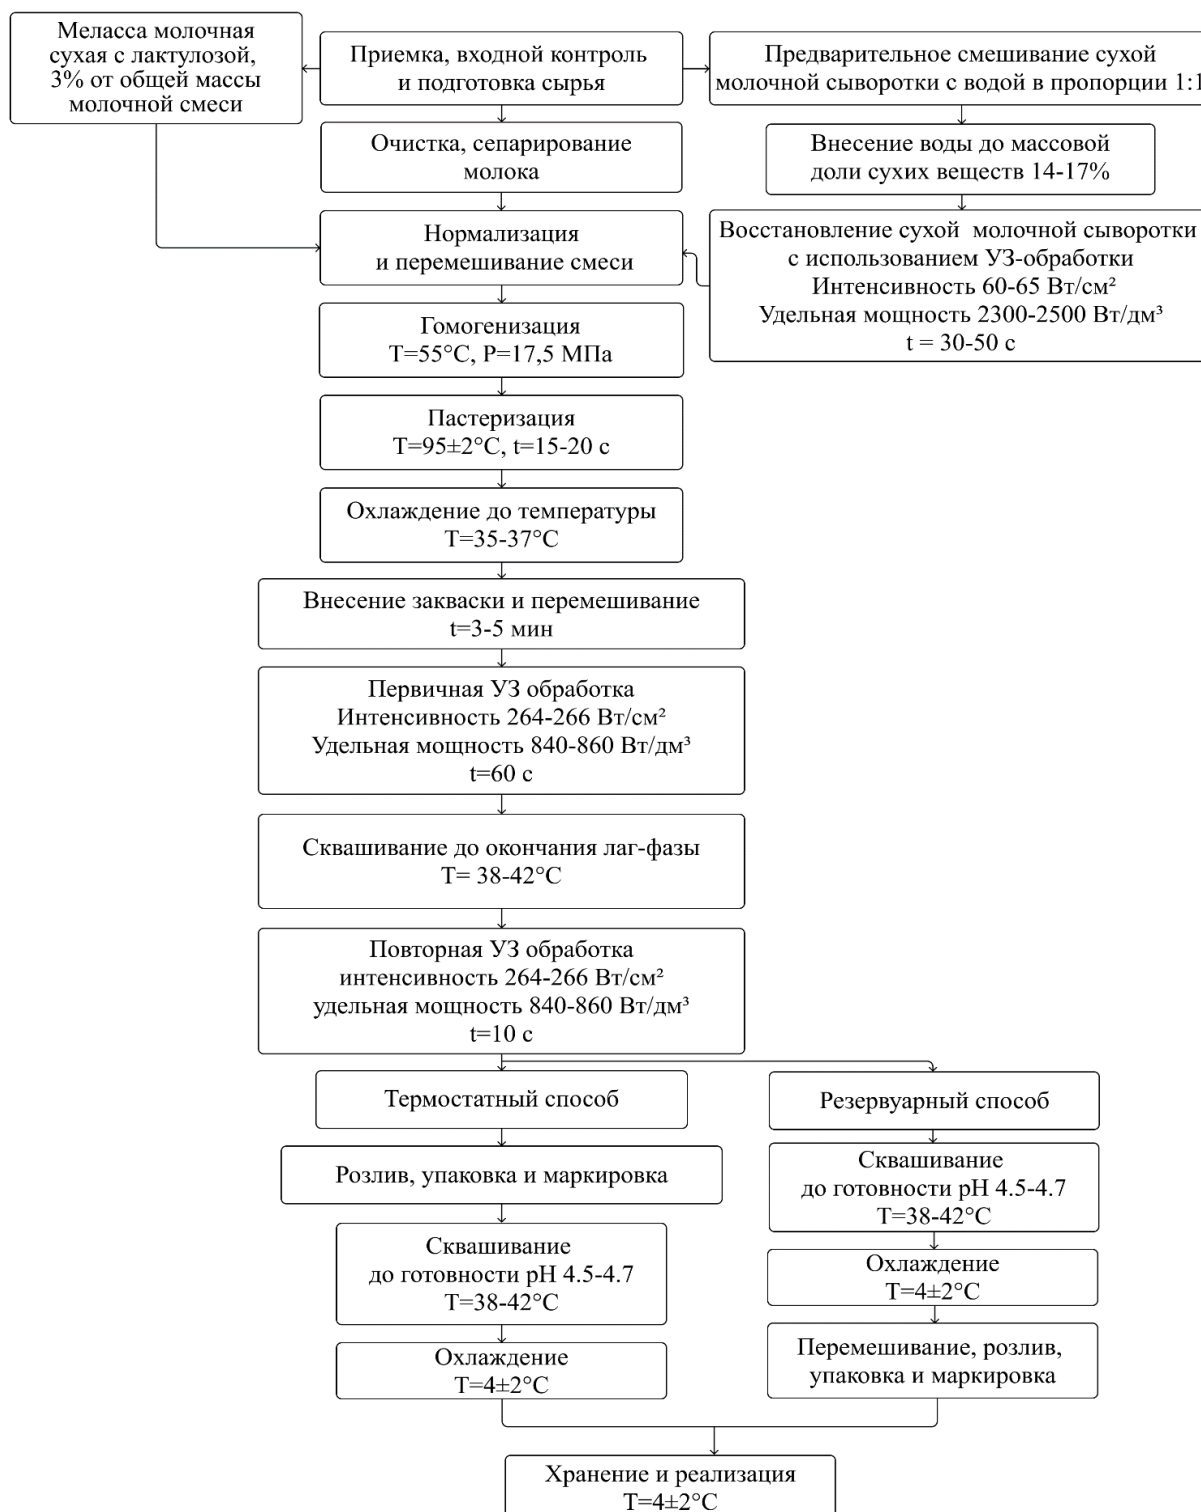 Меласса молочная
сухая с лактулозой,
3% от общей массы
молочной смеси
Приемка, входной контроль
и подготовка сырья
Предварительное смешивание сухой
молочной сыворотки с водой в пропорции 1:1
Очистка, сепарирование
молока
Внесение воды до массовой
доли сухих веществ 14-17%
Нормализация
и перемешивание смеси
Восстановление сухой молочной сыворотки
с использованием УЗ-обработки
Интенсивность 60-65 Вт/см²
Удельная мощность 2300-2500 Вт/дм³
t = 30-50 с
Гомогенизация
T=55°C, P=17,5 МПа
Пастеризация
T=95±2°C, t=15-20 с
Охлаждение до температуры
T=35-37°C
Внесение закваски и перемешивание
t=3-5 мин
Первичная УЗ обработка
Интенсивность 264-266 Вт/см²
Удельная мощность 840-860 Вт/дм³
t=60 с
Сквашивание до окончания лаг-фазы
T= 38-42°C
Повторная УЗ обработка
интенсивность 264-266 Вт/см²
удельная мощность 840-860 Вт/дм³
t=10 с
Термостатный способ
Розлив, упаковка и маркировка
Сквашивание
до готовности pH 4.5-4.7
T=38-42°C
Охлаждение
T=4±2°C
Резервуарный способ
Сквашивание
до готовности pH 4.5-4.7
T=38-42°C
Охлаждение
T=4±2°C
Перемешивание, розлив,
упаковка и маркировка
Хранение и реализация
T=4±2°C